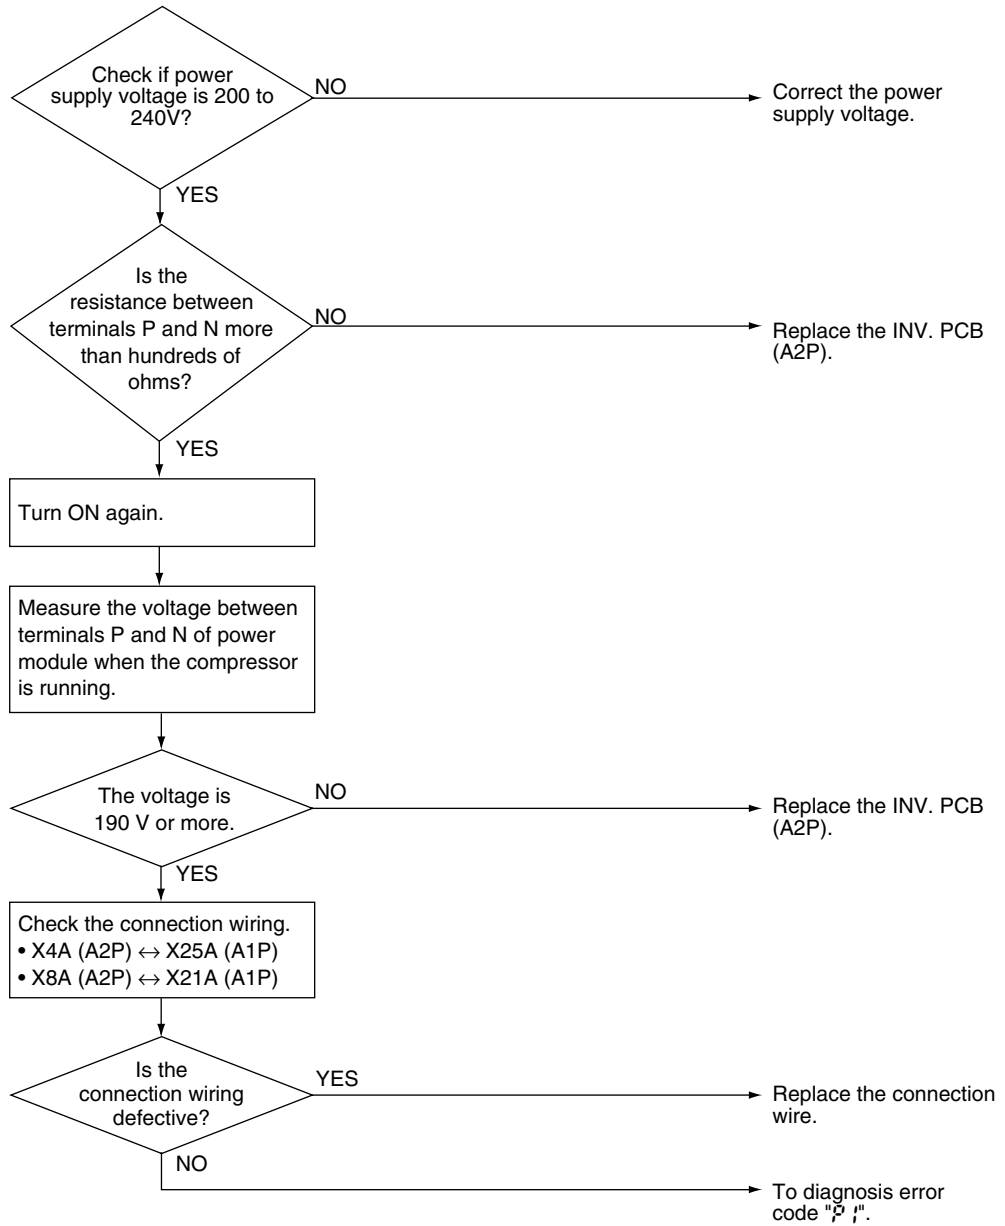 Check if power
supply voltage is 200 to
240V?
NO
Correct the power
supply voltage.
YES
Is the
resistance between
terminals P and N more
than hundreds of
ohms?
NO
Replace the INV. PCB
(A2P).
YES
Turn ON again.
Measure the voltage between
terminals P and N of power
module when the compressor
is running.
The voltage is
190 V or more.
NO
Replace the INV. PCB
(A2P).
YES
Check the connection wiring.
• X4A (A2P) ↔ X25A (A1P)
• X8A (A2P) ↔ X21A (A1P)
Is the
connection wiring
defective?
YES
Replace the connection
wire.
NO
To diagnosis error
code "P1".